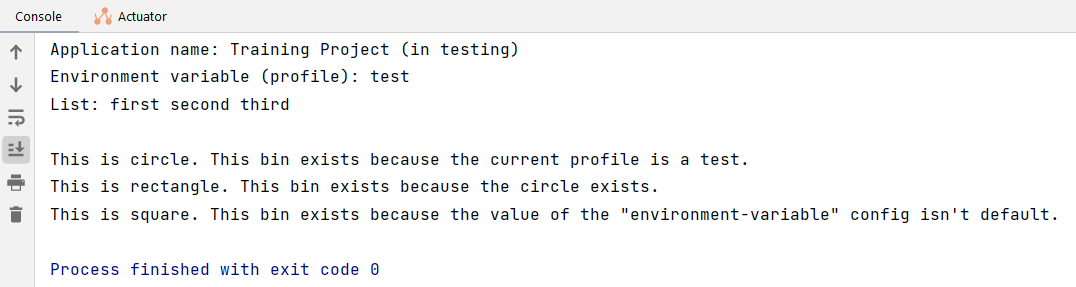 Console
Actuator
Application name: Training Project (in testing)
Environment variable (profile): test
List: first second third
This is circle. This bin exists because the current profile is a test.
This is rectangle. This bin exists because the circle exists.
This is square. This bin exists because the value of the "environment-variable" config isn't default.
Process finished with exit code 0